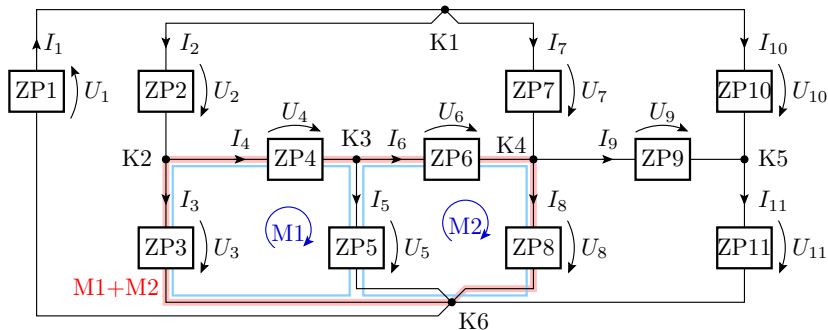 K1
I1 I2 I7 I10
ZP1 U1 ZP2 U2 ZP7 U7 ZP10 U10
U4 U6 U9
K2 I4 K3 I6 K4 I9 K5
ZP4 ZP6 ZP9
I3 I5 I8 I11
M1 M2
ZP3 U3 ZP5 U5 ZP8 U8 ZP11 U11
M1+M2
K6